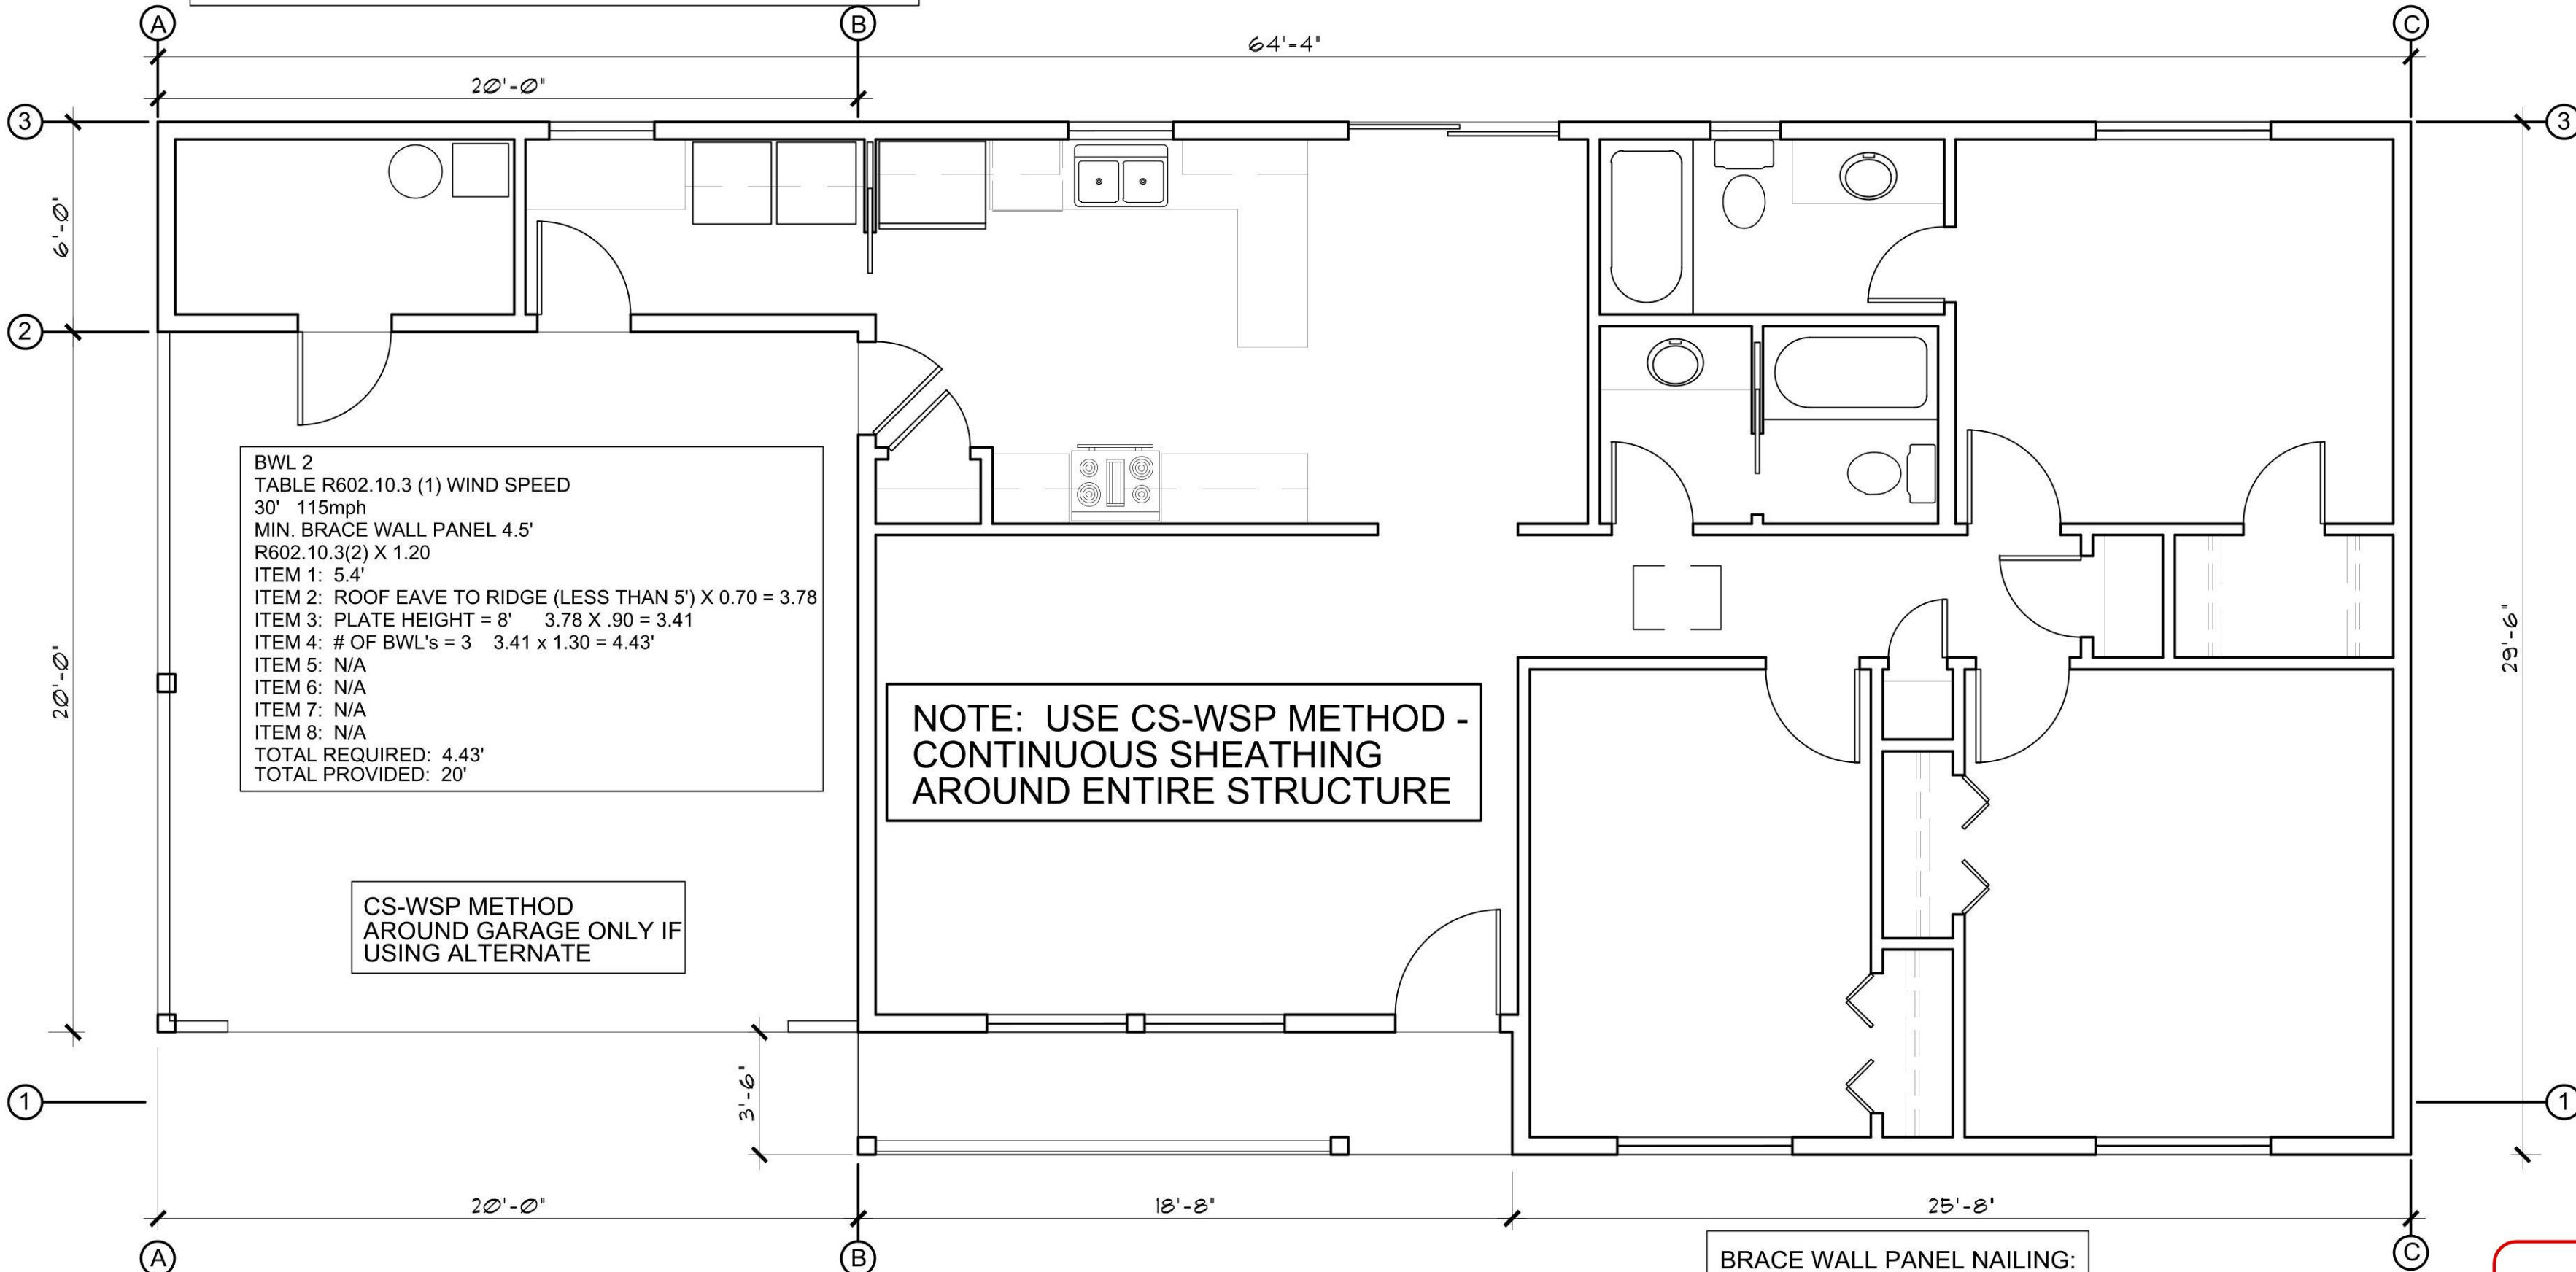 A
B
C
64'-4"
20'-0"
3
3
6'-0"
2
BWL 2
TABLE R602.10.3 (1) WIND SPEED
30' 115mph
MIN. BRACE WALL PANEL 4.5'
R602.10.3(2) X 1.20
ITEM 1: 5.4'
ITEM 2: ROOF EAVE TO RIDGE (LESS THAN 5') X 0.70 = 3.78
ITEM 3: PLATE HEIGHT = 8' 3.78 X .90 = 3.41
ITEM 4: # OF BWL's = 3 3.41 x 1.30 = 4.43'
ITEM 5: N/A
ITEM 6: N/A
ITEM 7: N/A
ITEM 8: N/A
TOTAL REQUIRED: 4.43'
TOTAL PROVIDED: 20'
20'-0"
29'-6"
NOTE: USE CS-WSP METHOD -
CONTINUOUS SHEATHING
AROUND ENTIRE STRUCTURE
CS-WSP METHOD
AROUND GARAGE ONLY IF
USING ALTERNATE
3'-6"
1
1
20'-0"
18'-8"
25'-8"
A
B
C
BRACE WALL PANEL NAILING: